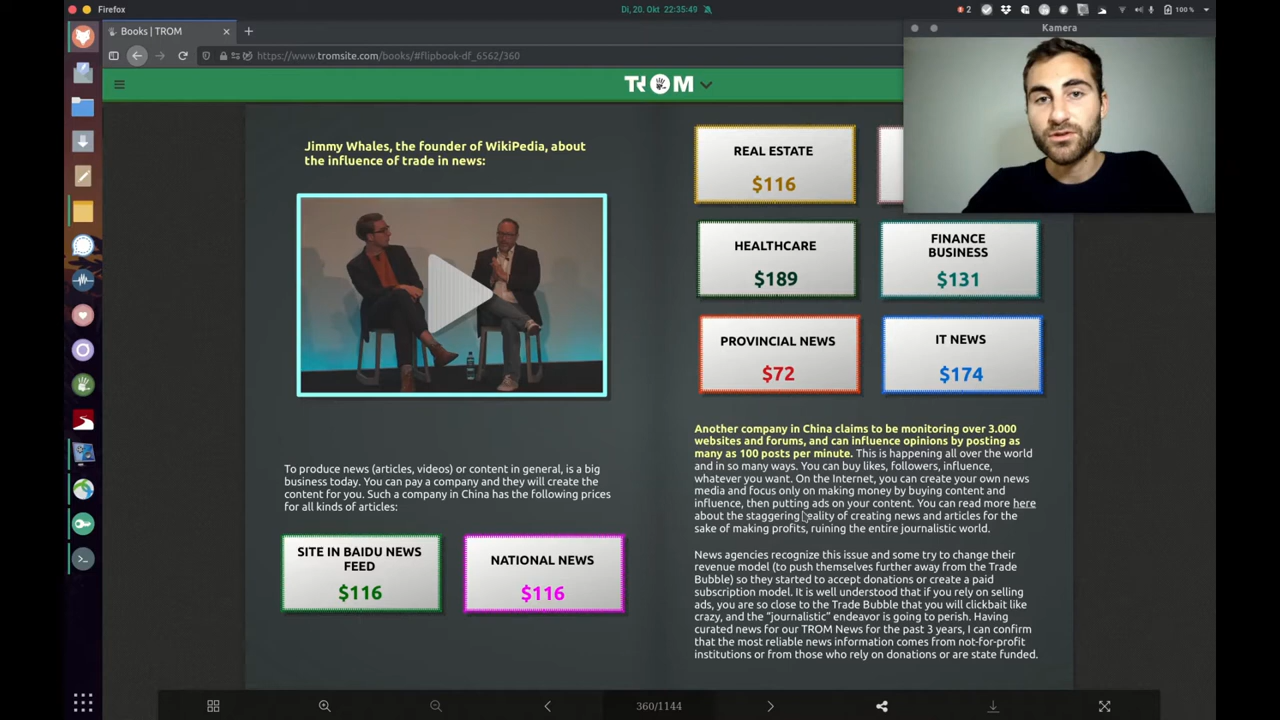 Firefox
Di, 20. Okt 22:35:49
2
100 %
Books | TROM
https://www.tromsite.com/books/#flipbook-df_6562/360
Kamera
TROM
Jimmy Whales, the founder of WikiPedia, about
the influence of trade in news:
To produce news (articles, videos) or content in general, is a big
business today. You can pay a company and they will create the
content for you. Such a company in China has the following prices
for all kinds of articles:
SITE IN BAIDU NEWS
FEED
$116
NATIONAL NEWS
$116
REAL ESTATE
$116
HEALTHCARE
$189
FINANCE
BUSINESS
$131
PROVINCIAL NEWS
$72
IT NEWS
$174
Another company in China claims to be monitoring over 3.000
websites and forums, and can influence opinions by posting as
many as 100 posts per minute. This is happening all over the world
and in so many ways. You can buy likes, followers, influence,
whatever you want. On the Internet, you can create your own news
media and focus only on making money by buying content and
influence, then putting ads on your content. You can read more here
about the staggering reality of creating news and articles for the
sake of making profits, ruining the entire journalistic world.
News agencies recognize this issue and some try to change their
revenue model (to push themselves further away from the Trade
Bubble) so they started to accept donations or create a paid
subscription model. It is well understood that if you rely on selling
ads, you are so close to the Trade Bubble that you will clickbait like
crazy, and the "journalistic" endeavor is going to perish. Having
curated news for our TROM News for the past 3 years, I can confirm
that the most reliable news information comes from not-for-profit
institutions or from those who rely on donations or are state funded.
360/1144